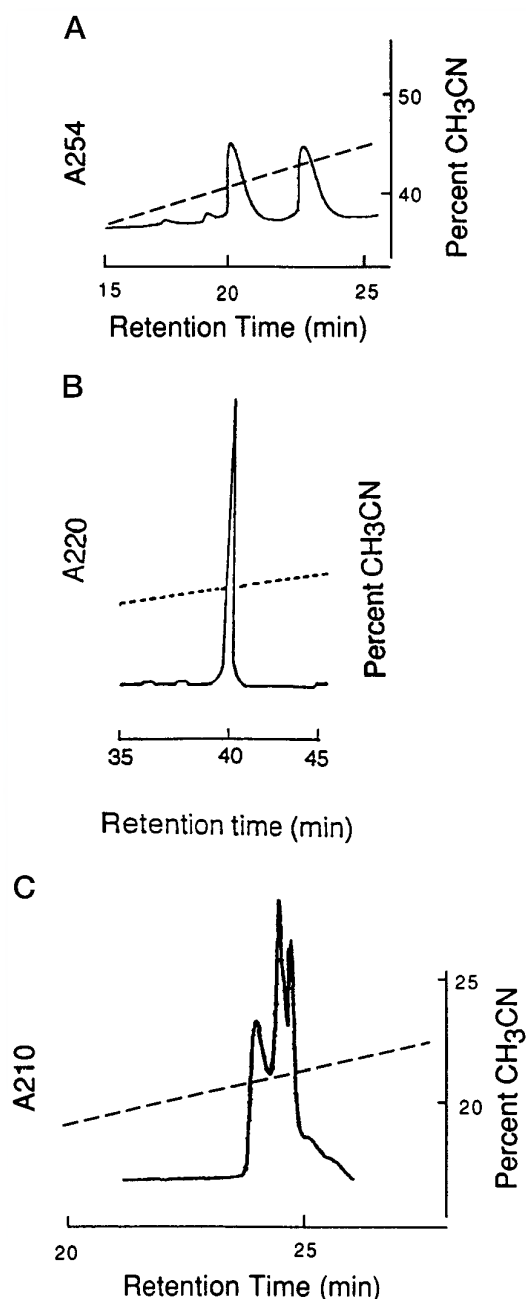 A
A254
50
40
Percent CH3CN
15 20 25
Retention Time (min)
B
A220
Percent CH3CN
35 40 45
Retention time (min)
C
A210
25
20
Percent CH3CN
20 25
Retention Time (min)